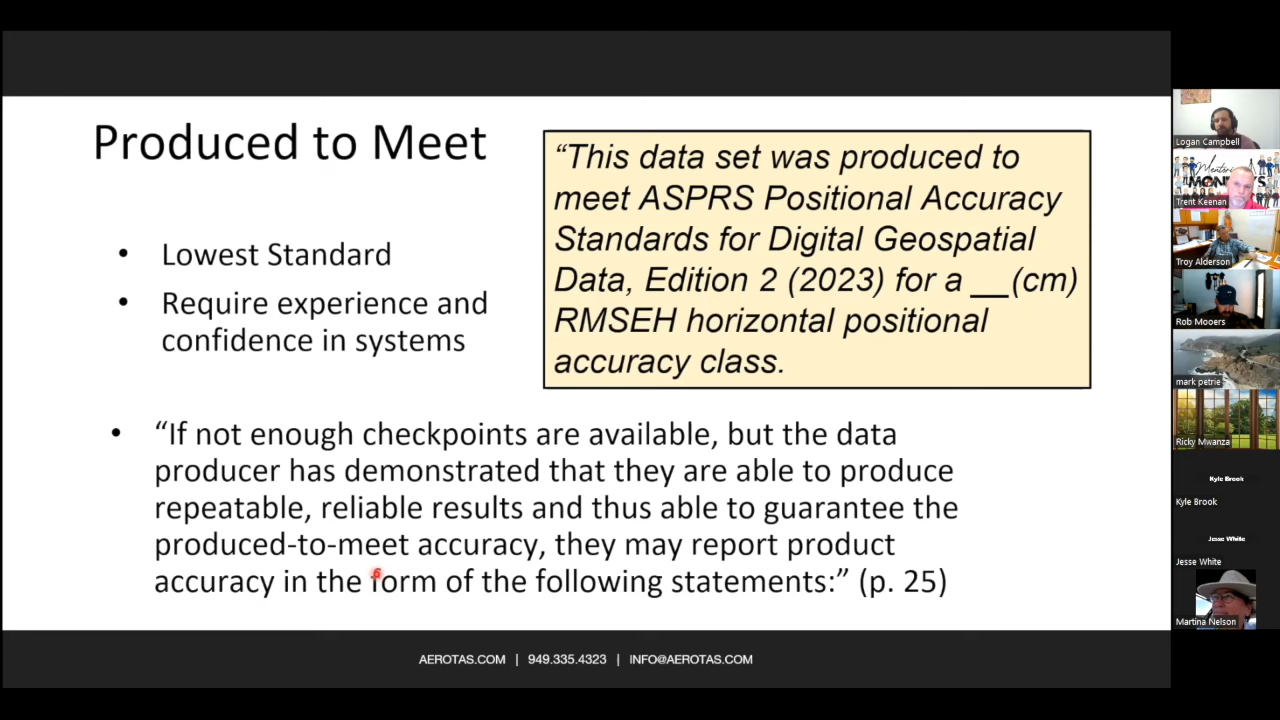 Produced to Meet
• Lowest Standard
• Require experience and
confidence in systems
“This data set was produced to
meet ASPRS Positional Accuracy
Standards for Digital Geospatial
Data, Edition 2 (2023) for a __(cm)
RMSEH horizontal positional
accuracy class.
• “If not enough checkpoints are available, but the data
producer has demonstrated that they are able to produce
repeatable, reliable results and thus able to guarantee the
produced-to-meet accuracy, they may report product
accuracy in the form of the following statements:” (p. 25)
AEROTAS.COM | 949.335.4323 | INFO@AEROTAS.COM
Logan Campbell
Trent Keenan
Troy Alderson
Rob Mooers
mark petrie
Ricky Mwanza
Kyle Brook
Kyle Brook
Jesse White
Jesse White
Martina Nelson